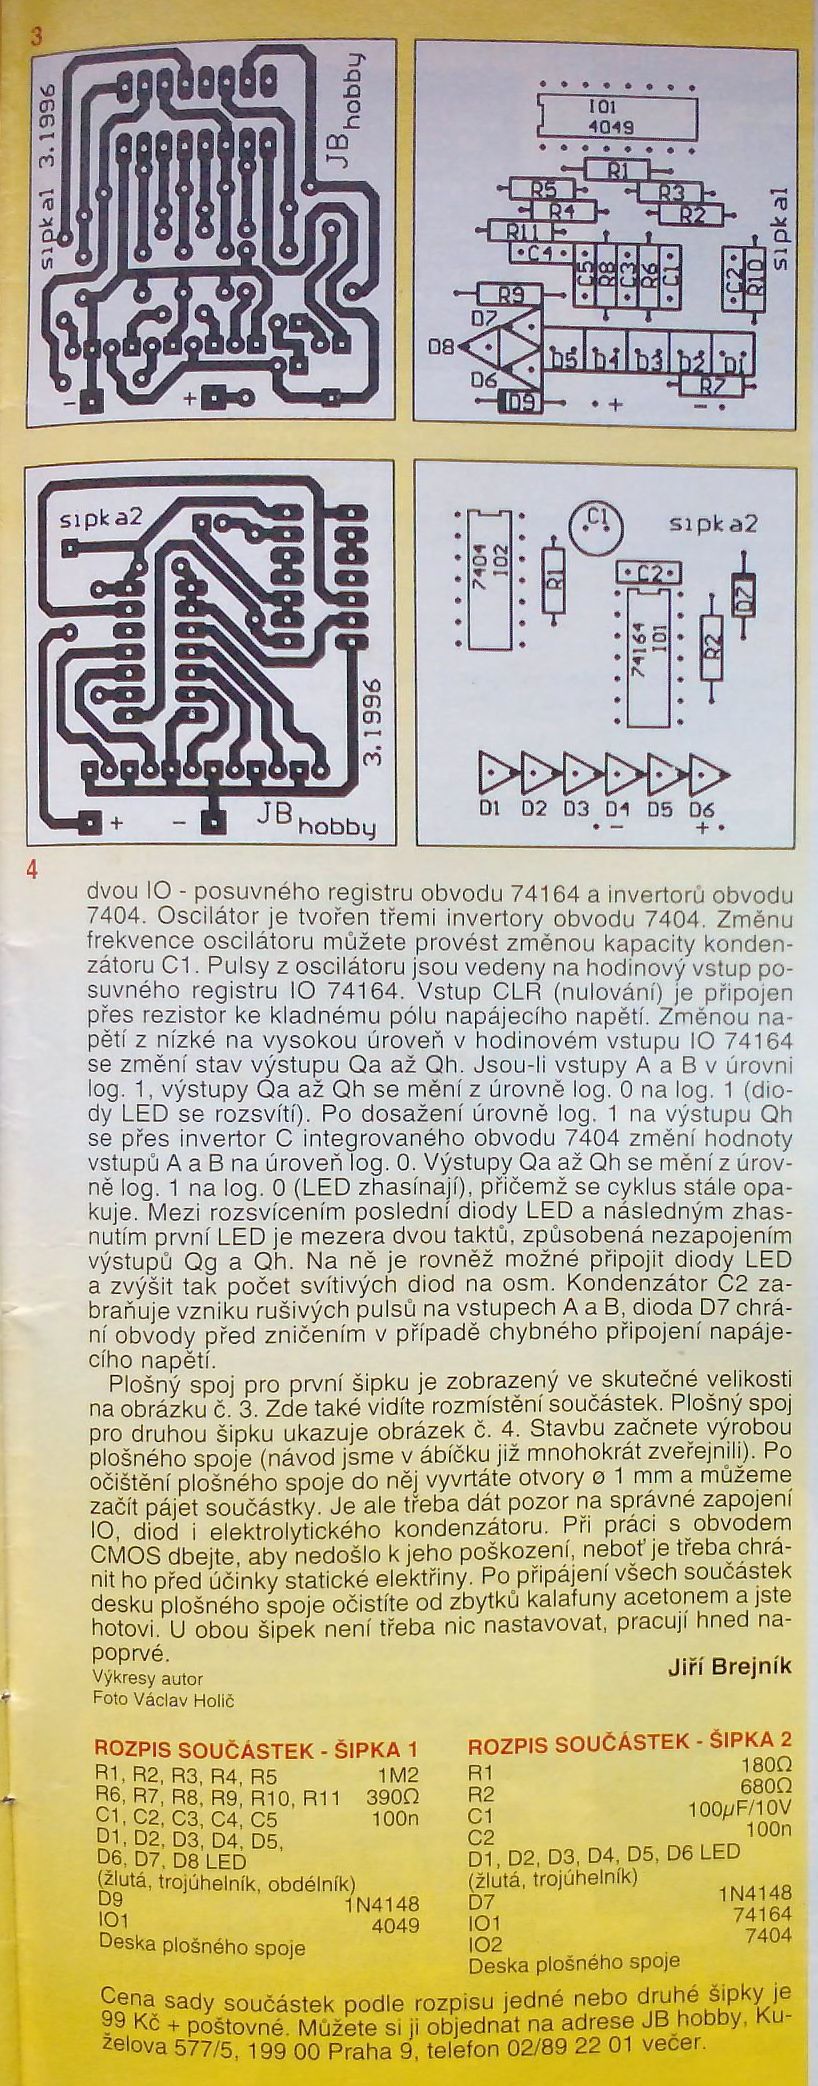 3
sipka1 3.1996
JB hobby
- +
IO1
4049
R1
R5 R3
R4 R2
R11
C4 C5 R8 C3 R6 C1 C2 R10
sipka1
R9
D7
D8 D5 D4 D3 D2 D1
D6 R7
D9 + -
sipka2
3.1996
+ - JB hobby
7404 IO2
R1
C1
sipka2
C2
74164 IO1
R2
D7
D1 D2 D3 D4 D5 D6
- +
4
dvou IO - posuvného registru obvodu 74164 a invertorů obvodu
7404. Oscilátor je tvořen třemi invertory obvodu 7404. Změnu
frekvence oscilátoru můžete provést změnou kapacity konden-
zátoru C1. Pulsy z oscilátoru jsou vedeny na hodinový vstup po-
suvného registru IO 74164. Vstup CLR (nulování) je připojen
přes rezistor ke kladnému pólu napájecího napětí. Změnou na-
pětí z nízké na vysokou úroveň v hodinovém vstupu IO 74164
se změní stav výstupu Qa až Qh. Jsou-li vstupy A a B v úrovni
log. 1, výstupy Qa až Qh se mění z úrovně log. 0 na log. 1 (dio-
dy LED se rozsvítí). Po dosažení úrovně log. 1 na výstupu Qh
se přes invertor C integrovaného obvodu 7404 změní hodnoty
vstupů A a B na úroveň log. 0. Výstupy Qa až Qh se mění z úrov-
ně log. 1 na log. 0 (LED zhasínají), přičemž se cyklus stále opa-
kuje. Mezi rozsvícením poslední diody LED a následným zhas-
nutím první LED je mezera dvou taktů, způsobená nezapojením
výstupů Qg a Qh. Na ně je rovněž možné připojit diody LED
a zvýšit tak počet svítivých diod na osm. Kondenzátor C2 za-
braňuje vzniku rušivých pulsů na vstupech A a B, dioda D7 chrá-
ní obvody před zničením v případě chybného připojení napáje-
cího napětí.
Plošný spoj pro první šipku je zobrazený ve skutečné velikosti
na obrázku č. 3. Zde také vidíte rozmístění součástek. Plošný spoj
pro druhou šipku ukazuje obrázek č. 4. Stavbu začnete výrobou
plošného spoje (návod jsme v ábíčku již mnohokrát zveřejnili). Po
očištění plošného spoje do něj vyvrtáte otvory ø 1 mm a můžeme
začít pájet součástky. Je ale třeba dát pozor na správné zapojení
IO, diod i elektrolytického kondenzátoru. Při práci s obvodem
CMOS dbejte, aby nedošlo k jeho poškození, neboť je třeba chrá-
nit ho před účinky statické elektřiny. Po připájení všech součástek
desku plošného spoje očistíte od zbytků kalafuny acetonem a jste
hotovi. U obou šipek není třeba nic nastavovat, pracují hned na-
poprvé.
Jiří Brejník
Výkresy autor
Foto Václav Holič
ROZPIS SOUČÁSTEK - ŠIPKA 1
R1, R2, R3, R4, R5 1M2
R6, R7, R8, R9, R10, R11 390Ω
C1, C2, C3, C4, C5 100n
D1, D2, D3, D4, D5,
D6, D7, D8 LED
(žlutá, trojúhelník, obdélník)
D9 1N4148
IO1 4049
Deska plošného spoje
ROZPIS SOUČÁSTEK - ŠIPKA 2
R1 180Ω
R2 680Ω
C1 100µF/10V
C2 100n
D1, D2, D3, D4, D5, D6 LED
(žlutá, trojúhelník)
D7 1N4148
IO1 74164
IO2 7404
Deska plošného spoje
Cena sady součástek podle rozpisu jedné nebo druhé šipky je
99 Kč + poštovné. Můžete si ji objednat na adrese JB hobby, Ku-
želova 577/5, 199 00 Praha 9, telefon 02/89 22 01 večer.